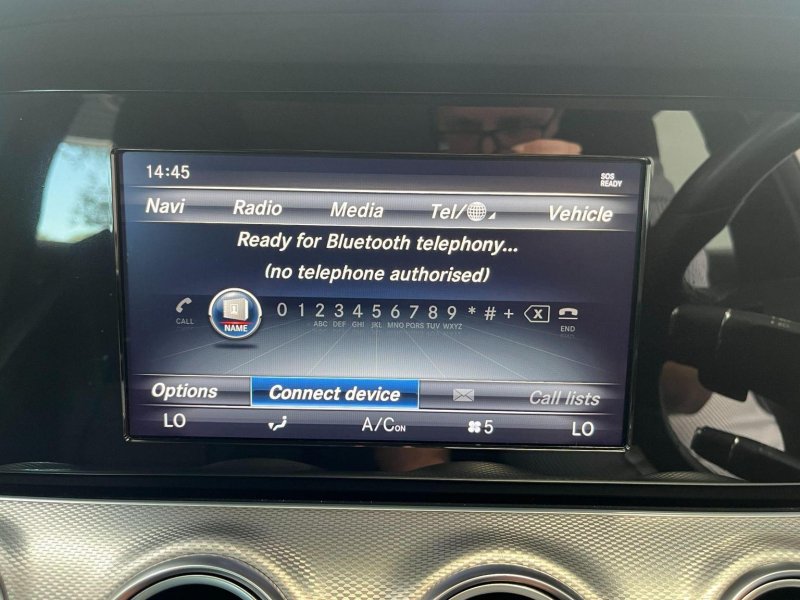 14:45
SOS
READY
Navi Radio Media Tel/ Vehicle
Ready for Bluetooth telephony...
(no telephone authorised)
CALL NAME 0 1 2 3 4 5 6 7 8 9 * # + X END
ABC DEF GHI JKL MNO PQRS TUV WXYZ
Options Connect device Call lists
LO A/C ON 5 LO